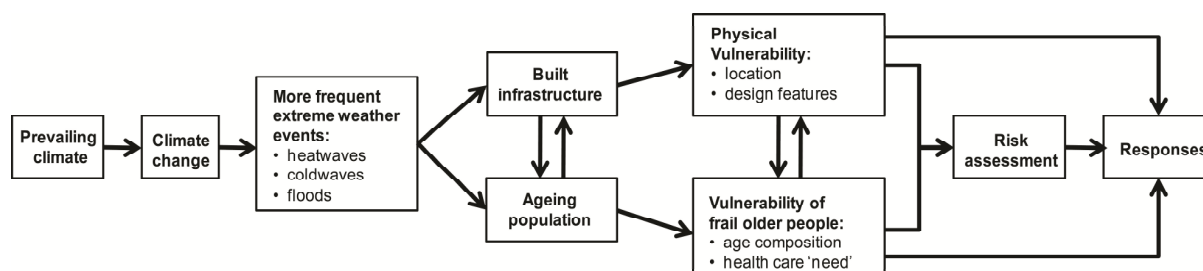 Prevailing
climate
Climate
change
More frequent
extreme weather
events:
• heatwaves
• coldwaves
• floods
Built
infrastructure
Ageing
population
Physical
Vulnerability:
• location
• design features
Vulnerability of
frail older people:
• age composition
• health care ‘need’
Risk
assessment
Responses